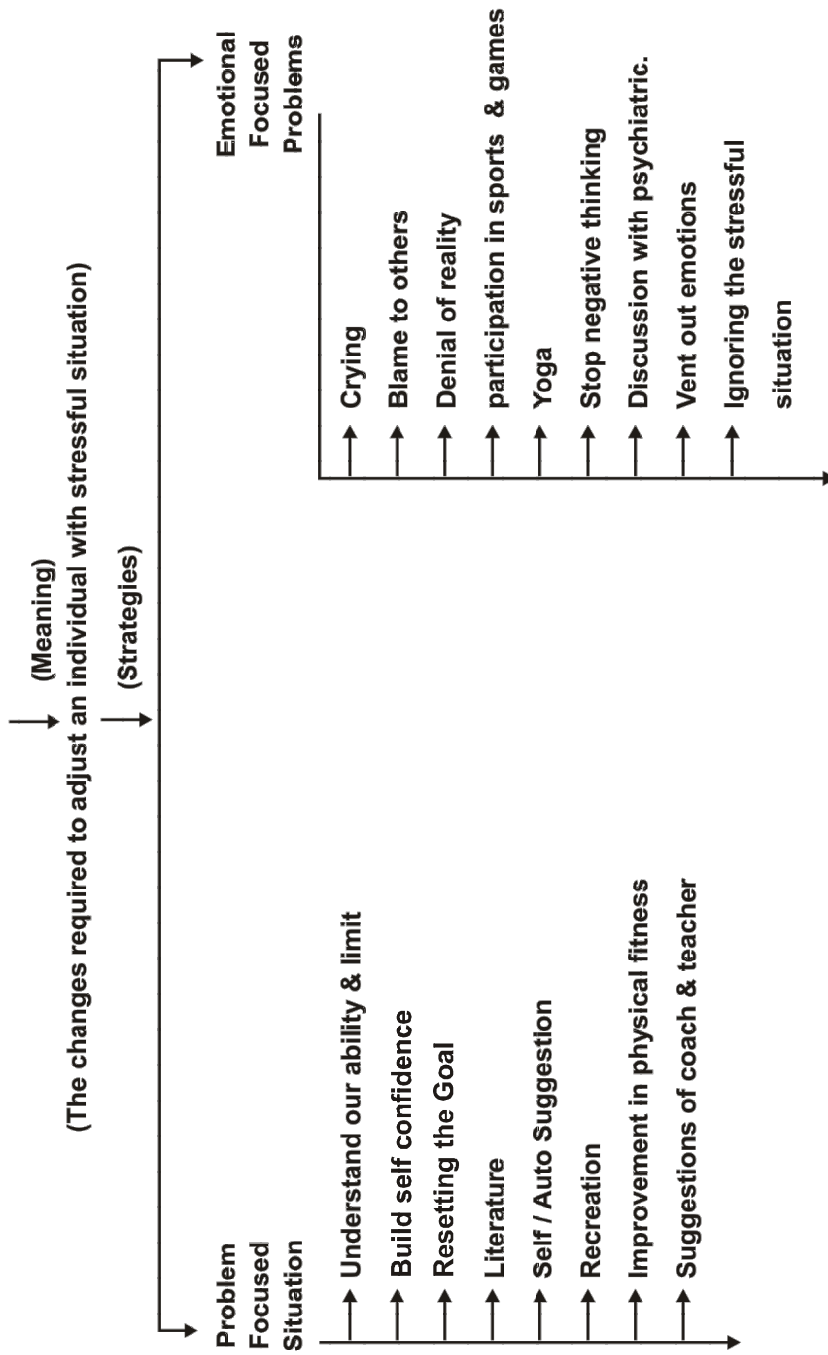 (Meaning)
(The changes required to adjust an individual with stressful situation)
(Strategies)
Problem
Focused
Situation
Understand our ability & limit
Build self confidence
Resetting the Goal
Literature
Self / Auto Suggestion
Recreation
Improvement in physical fitness
Suggestions of coach & teacher
Emotional
Focused
Problems
Crying
Blame to others
Denial of reality
participation in sports & games
Yoga
Stop negative thinking
Discussion with psychiatric.
Vent out emotions
Ignoring the stressful
situation